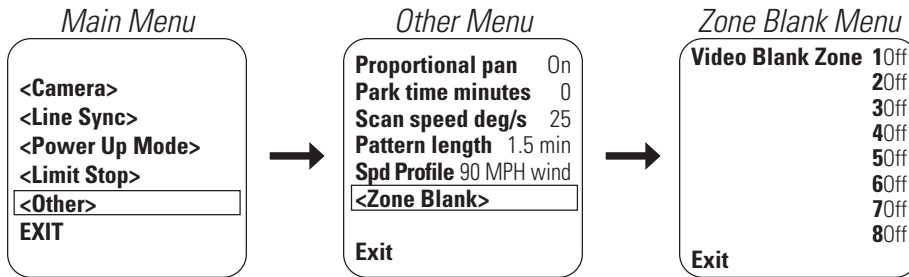 Main Menu
<Camera>
<Line Sync>
<Power Up Mode>
<Limit Stop>
<Other>
EXIT
Other Menu
Proportional pan On
Park time minutes 0
Scan speed deg/s 25
Pattern length 1.5 min
Spd Profile 90 MPH wind
<Zone Blank>
Exit
Zone Blank Menu
Video Blank Zone 1Off
2Off
3Off
4Off
5Off
6Off
7Off
8Off
Exit